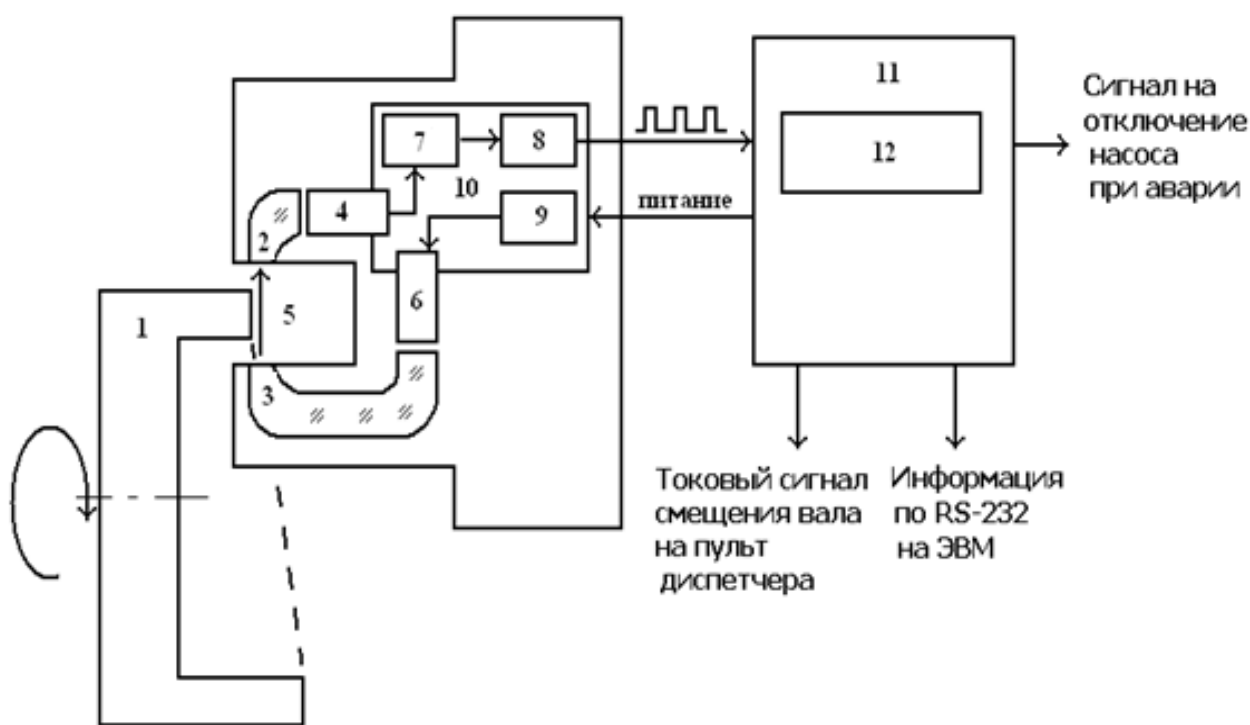 11
Сигнал на
отключение
насоса
при аварии
7
8
12
10
4
питание
9
2
6
5
1
3
Токовый сигнал
смещения вала
на пульт
диспетчера
Информация
по RS-232
на ЭВМ